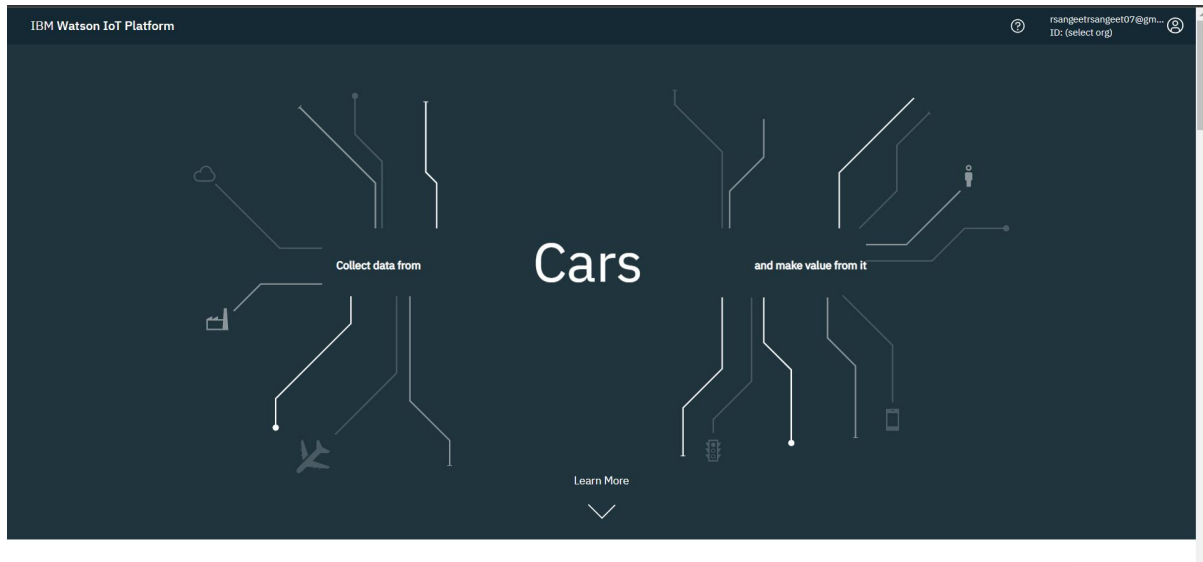 IBM Watson IoT Platform
rsangeetrsangeet07@gm...
ID: (select org)
Collect data from
Cars
and make value from it
Learn More